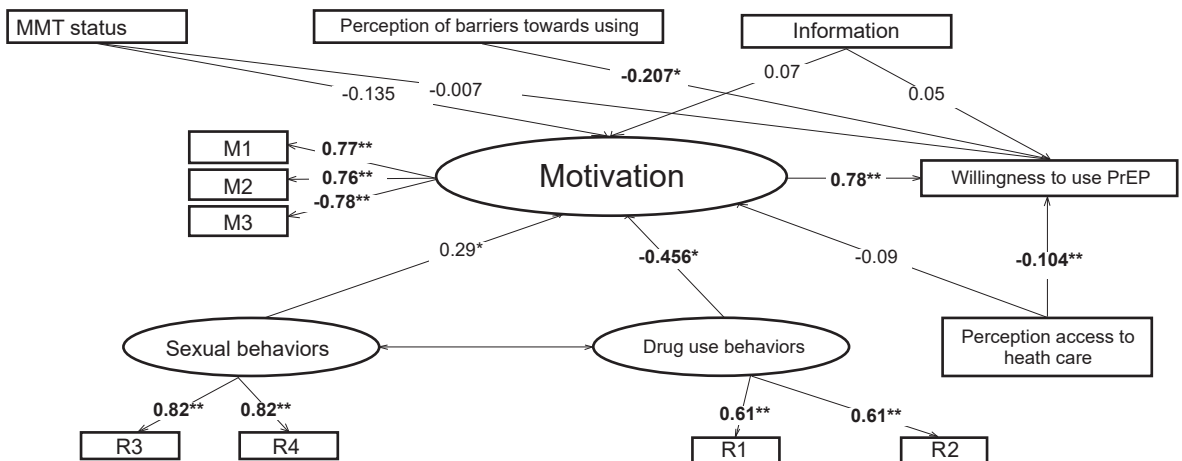 MMT status
Perception of barriers towards using
Information
-0.207*
0.07
-0.135
-0.007
0.05
M1
0.77**
M2
0.76**
M3
-0.78**
Motivation
0.78**
Willingness to use PrEP
0.29*
-0.456*
-0.09
-0.104**
Sexual behaviors
Drug use behaviors
Perception access to
heath care
0.82**
0.82**
0.61**
0.61**
R3
R4
R1
R2